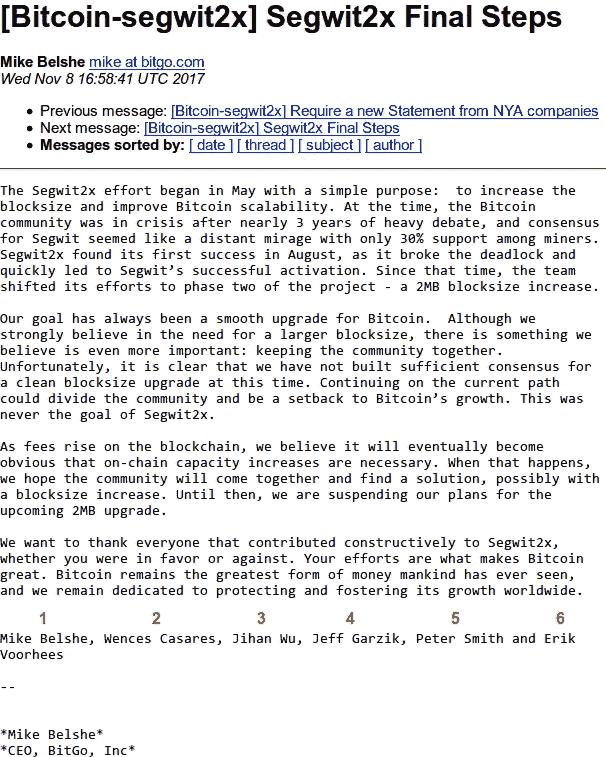 [Bitcoin-segwit2x] Segwit2x Final Steps
Mike Belshe mike at bitgo.com
Wed Nov 8 16:58:41 UTC 2017
• Previous message: [Bitcoin-segwit2x] Require a new Statement from NYA companies
• Next message: [Bitcoin-segwit2x] Segwit2x Final Steps
• Messages sorted by: [ date ] [ thread ] [ subject ] [ author ]
The Segwit2x effort began in May with a simple purpose:  to increase the
blocksize and improve Bitcoin scalability. At the time, the Bitcoin
community was in crisis after nearly 3 years of heavy debate, and consensus
for Segwit seemed like a distant mirage with only 30% support among miners.
Segwit2x found its first success in August, as it broke the deadlock and
quickly led to Segwit’s successful activation. Since that time, the team
shifted its efforts to phase two of the project - a 2MB blocksize increase.
Our goal has always been a smooth upgrade for Bitcoin.  Although we
strongly believe in the need for a larger blocksize, there is something we
believe is even more important: keeping the community together.
Unfortunately, it is clear that we have not built sufficient consensus for
a clean blocksize upgrade at this time. Continuing on the current path
could divide the community and be a setback to Bitcoin’s growth. This was
never the goal of Segwit2x.
As fees rise on the blockchain, we believe it will eventually become
obvious that on-chain capacity increases are necessary. When that happens,
we hope the community will come together and find a solution, possibly with
a blocksize increase. Until then, we are suspending our plans for the
upcoming 2MB upgrade.
We want to thank everyone that contributed constructively to Segwit2x,
whether you were in favor or against. Your efforts are what makes Bitcoin
great. Bitcoin remains the greatest form of money mankind has ever seen,
and we remain dedicated to protecting and fostering its growth worldwide.
1 2 3 4 5 6
Mike Belshe, Wences Casares, Jihan Wu, Jeff Garzik, Peter Smith and Erik
Voorhees
--
*Mike Belshe*
*CEO, BitGo, Inc*